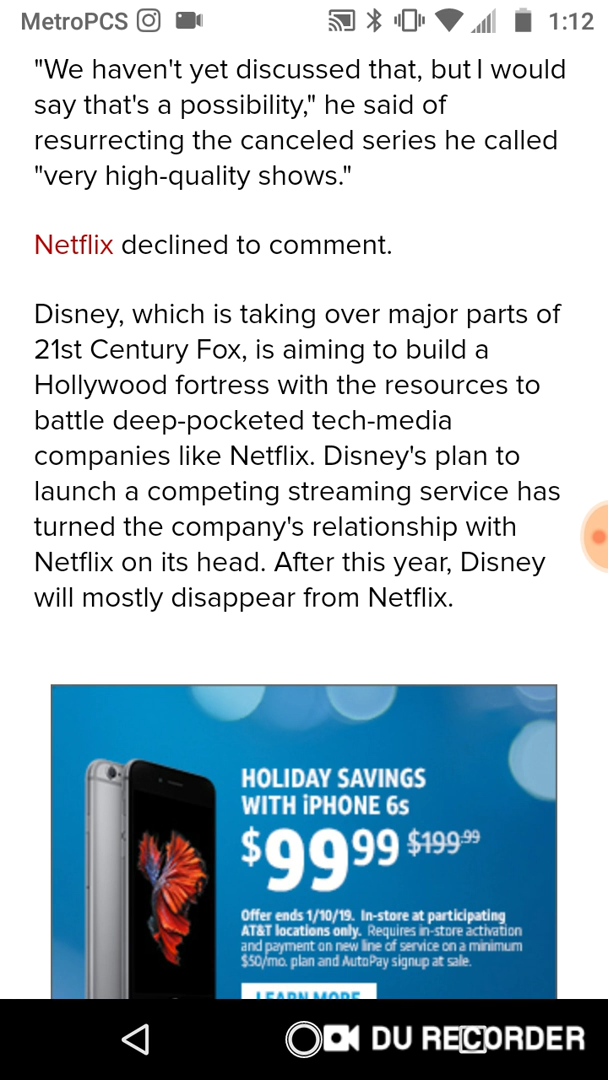 MetroPCS 1:12
"We haven't yet discussed that, but I would
say that's a possibility," he said of
resurrecting the canceled series he called
"very high-quality shows."
Netflix declined to comment.
Disney, which is taking over major parts of
21st Century Fox, is aiming to build a
Hollywood fortress with the resources to
battle deep-pocketed tech-media
companies like Netflix. Disney's plan to
launch a competing streaming service has
turned the company's relationship with
Netflix on its head. After this year, Disney
will mostly disappear from Netflix.
HOLIDAY SAVINGS
WITH iPHONE 6s
$9999 $199.99
Offer ends 1/10/19. In-store at participating
AT&T locations only. Requires in-store activation
and payment on new line of service on a minimum
$50/mo. plan and AutoPay signup at sale.
LEARN MORE
DU RECORDER